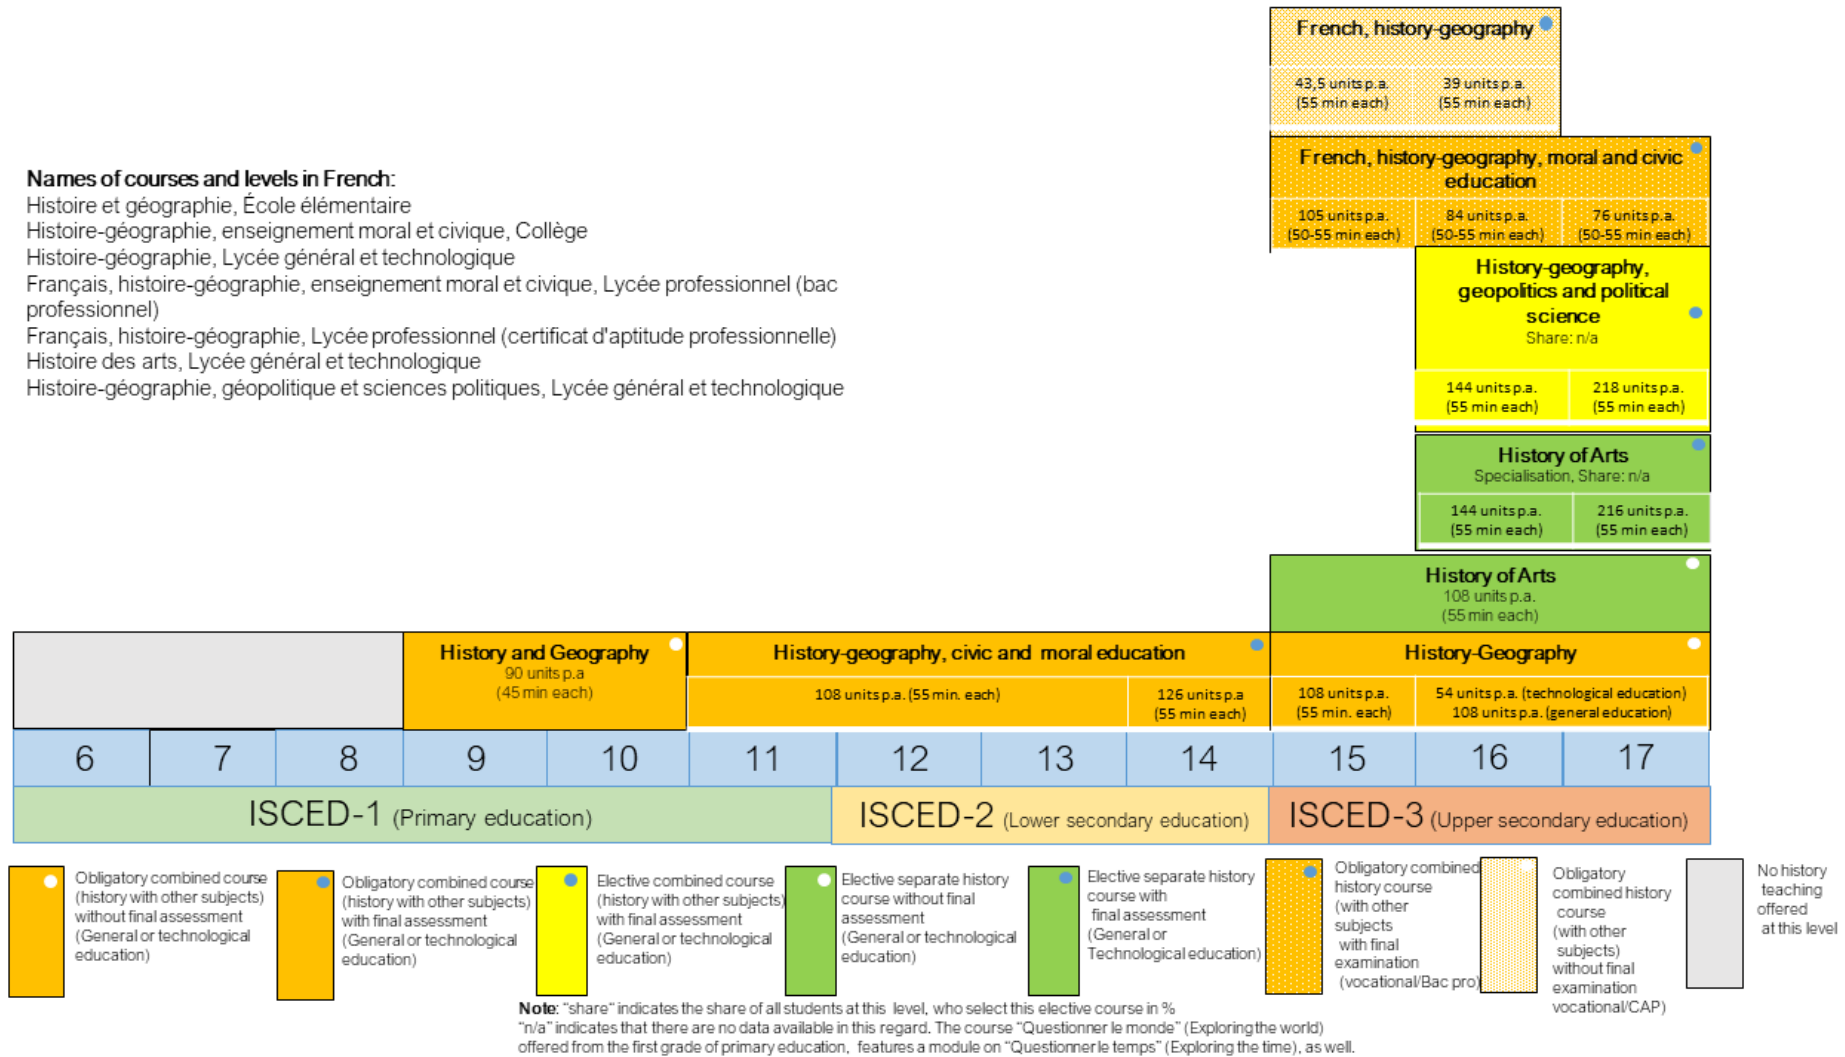 French, history-geography
43,5 units p.a.
(55 min each)
39 units p.a.
(55 min each)
French, history-geography, moral and civic
education
105 units p.a.
(50-55 min each)
84 units p.a.
(50-55 min each)
76 units p.a.
(50-55 min each)
Names of courses and levels in French:
Histoire et géographie, École élémentaire
Histoire-géographie, enseignement moral et civique, Collège
Histoire-géographie, Lycée général et technologique
Français, histoire-géographie, enseignement moral et civique, Lycée professionnel (bac
professionnel)
Français, histoire-géographie, Lycée professionnel (certificat d'aptitude professionnelle)
Histoire des arts, Lycée général et technologique
Histoire-géographie, géopolitique et sciences politiques, Lycée général et technologique
History-geography,
geopolitics and political
science
Share: n/a
144 units p.a.
(55 min each)
218 units p.a.
(55 min each)
History of Arts
Specialisation, Share: n/a
144 units p.a.
(55 min each)
216 units p.a.
(55 min each)
History of Arts
108 units p.a.
(55 min each)
History and Geography
90 units p.a
(45 min each)
History-geography, civic and moral education
108 units p.a. (55 min. each)
126 units p.a
(55 min each)
History-Geography
108 units p.a.
(55 min. each)
54 units p.a. (technological education)
108 units p.a. (general education)
6 7 8 9 10 11 12 13 14 15 16 17
ISCED-1 (Primary education)
ISCED-2 (Lower secondary education)
ISCED-3 (Upper secondary education)
Obligatory combined course
(history with other subjects)
without final assessment
(General or technological
education)
Obligatory combined course
(history with other subjects)
with final assessment
(General or technological
education)
Elective combined course
(history with other subjects)
with final assessment
(General or technological
education)
Elective separate history
course without final
assessment
(General or technological
education)
Elective separate history
course with
final assessment
(General or
Technological education)
Obligatory combined
history course
(with other
subjects
with final
examination
(vocational/Bac pro)
Obligatory
combined history
course
(with other
subjects)
without final
examination
vocational/CAP)
No history
teaching
offered
at this level
Note: "share" indicates the share of all students at this level, who select this elective course in %
"n/a" indicates that there are no data available in this regard. The course "Questionner le monde" (Exploring the world)
offered from the first grade of primary education, features a module on "Questionner le temps" (Exploring the time), as well.